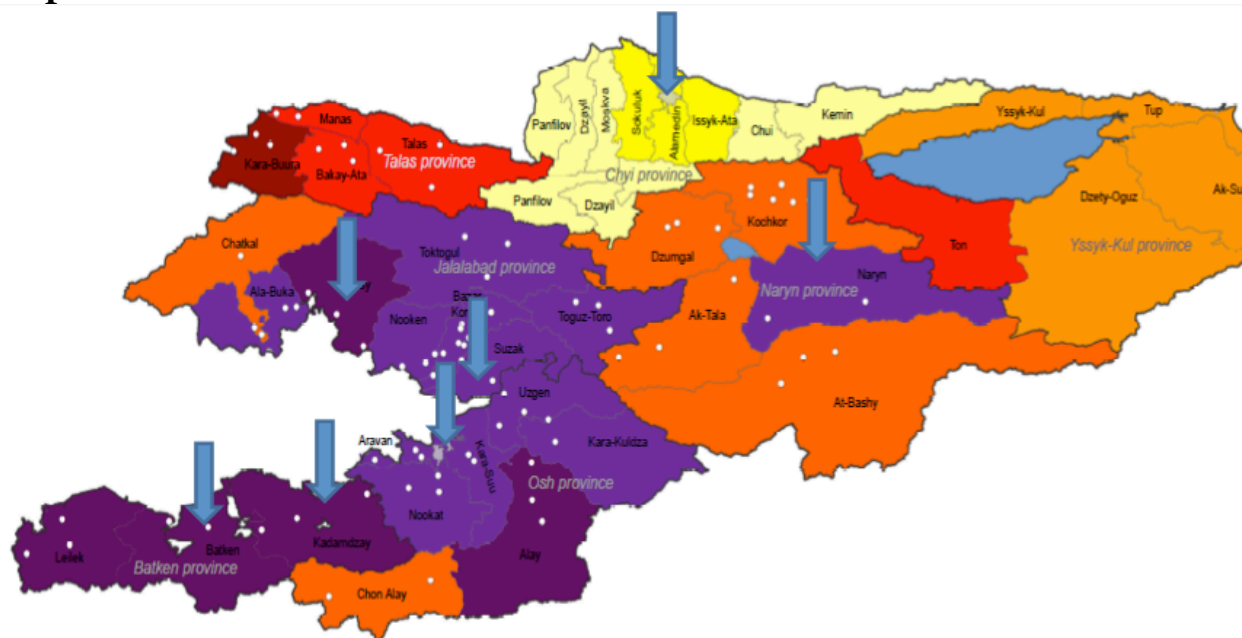 Manas
Talas
Talas province
Kara-Buura
Bakay-Ata
Panfilov
Dzayil
Moskva
Sokuluk
Alamedin
Issyk-Ata
Chui
Kemin
Chyi province
Panfilov
Dzayil
Yssyk-Kul
Tup
Dzety-Oguz
Ak-Su
Yssyk-Kul province
Ton
Kochkor
Dzumgal
Naryn
Naryn province
Ak-Tala
At-Bashy
Chatkal
Ala-Buka
Toktogul
Jalalabad province
Nooken
Toguz-Toro
Suzak
Uzgen
Kara-Kuldza
Aravan
Kara-Suu
Osh province
Nookat
Alay
Chon Alay
Kadamdzay
Batken
Batken province
Leilek